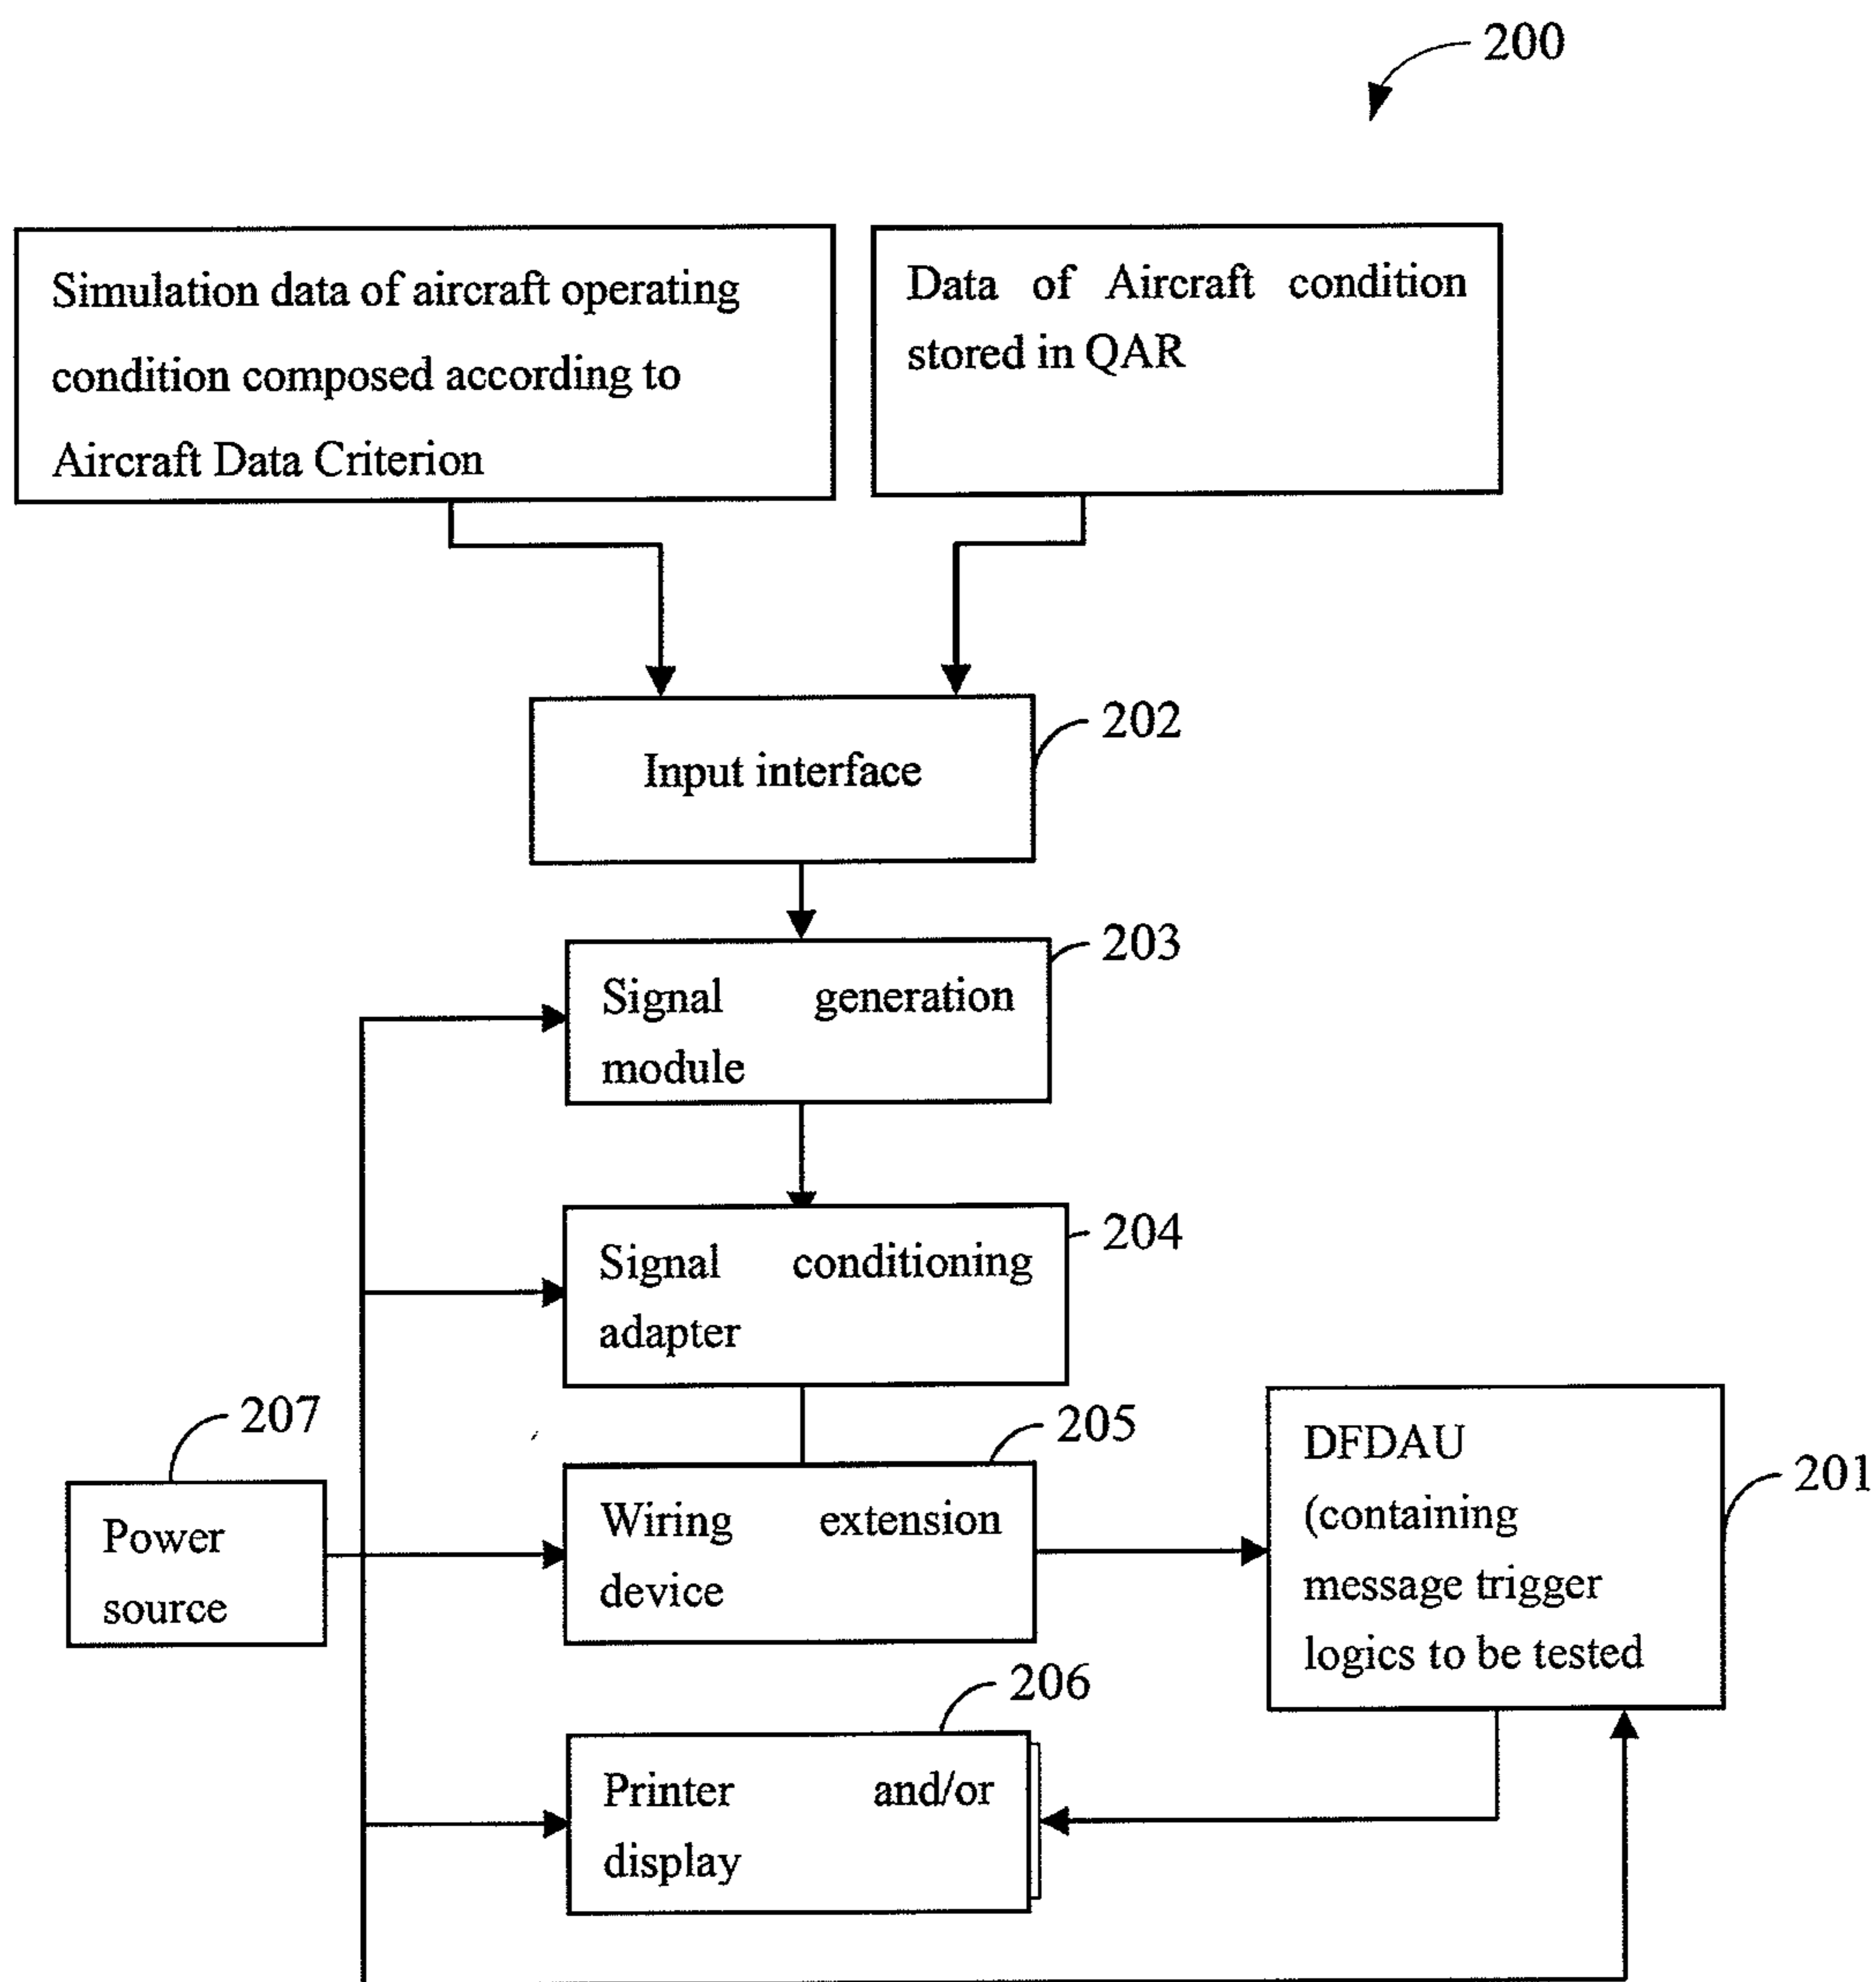 200
Simulation data of aircraft operating
condition composed according to
Aircraft Data Criterion
Data of Aircraft condition
stored in QAR
202
Input interface
203
Signal generation
module
204
Signal conditioning
adapter
207
Power
source
205
Wiring extension
device
201
DFDAU
(containing
message trigger
logics to be tested
206
Printer and/or
display